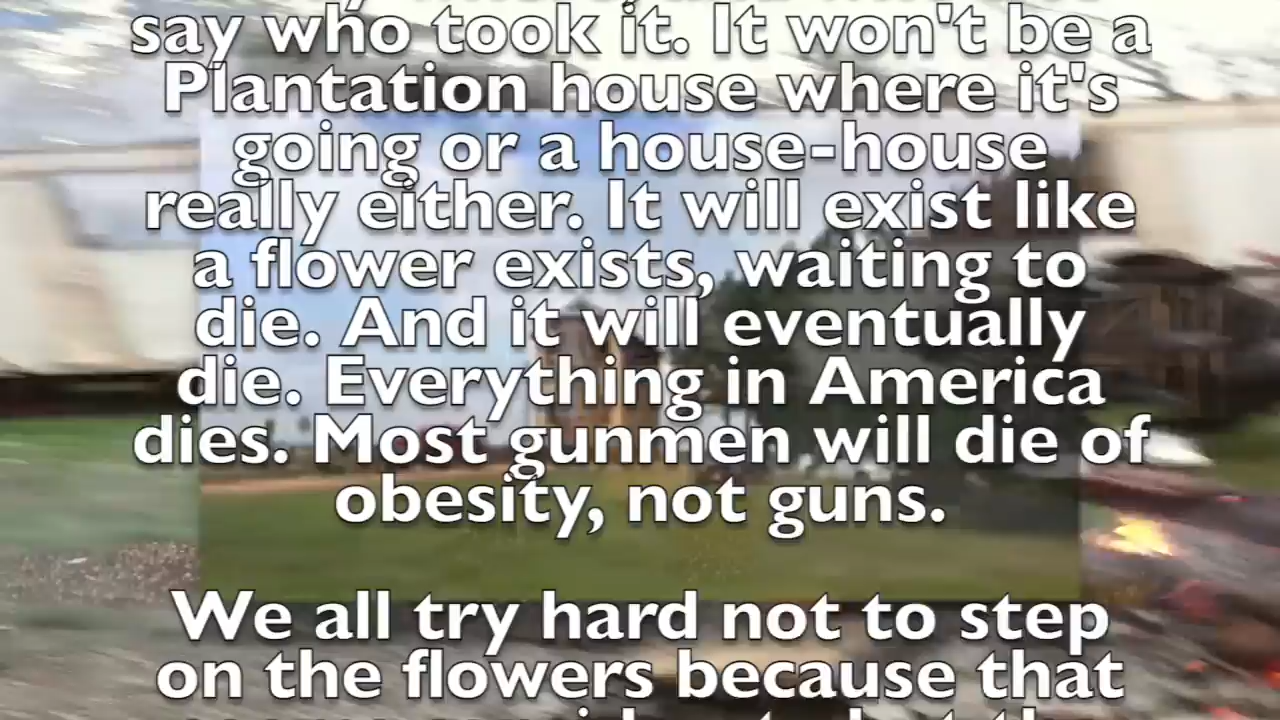 say who took it. It won't be a
Plantation house where it's
going or a house-house
really either. It will exist like
a flower exists, waiting to
die. And it will eventually
die. Everything in America
dies. Most gunmen will die of
obesity, not guns.
We all try hard not to step
on the flowers because that